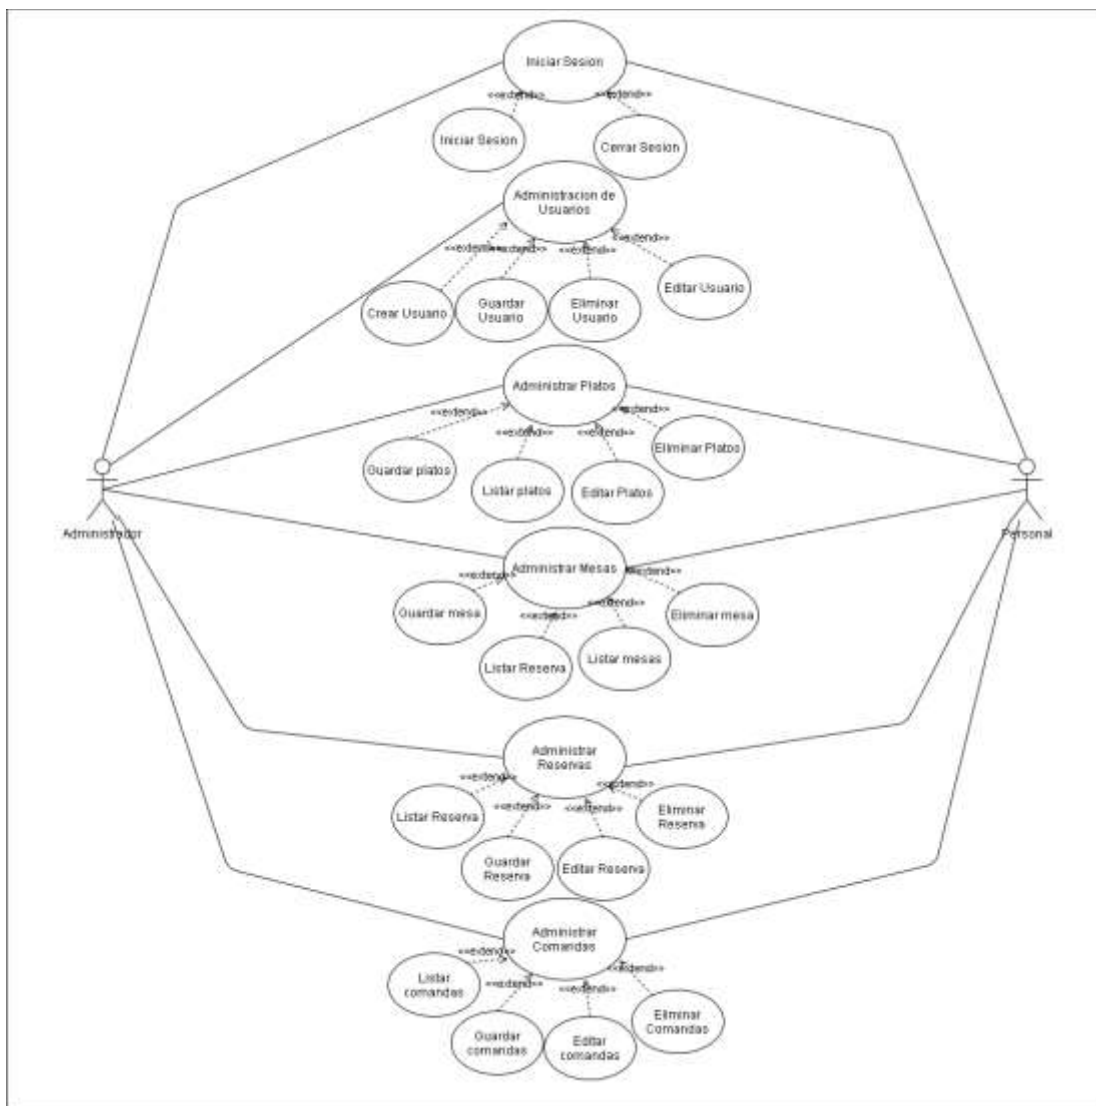 Iniciar Sesion
<<extend>>
<<extend>>
Iniciar Sesion
Cerrar Sesion
Administracion de
Usuarios
<<extend>>
<<extend>>
<<extend>>
<<extend>>
Crear Usuario
Guardar
Usuario
Eliminar
Usuario
Editar Usuario
Administrar Platos
<<extend>>
<<extend>>
<<extend>>
<<extend>>
Guardar platos
Listar platos
Editar Platos
Eliminar Platos
Administrador
Personal
Administrar Mesas
<<extend>>
<<extend>>
<<extend>>
<<extend>>
Guardar mesa
Listar Reserva
Listar mesas
Eliminar mesa
Administrar
Reservas
<<extend>>
<<extend>>
<<extend>>
<<extend>>
Listar Reserva
Guardar
Reserva
Editar Reserva
Eliminar
Reserva
Administrar
Comandas
<<extend>>
<<extend>>
<<extend>>
<<extend>>
Listar
comandas
Guardar
comandas
Editar
comandas
Eliminar
Comandas